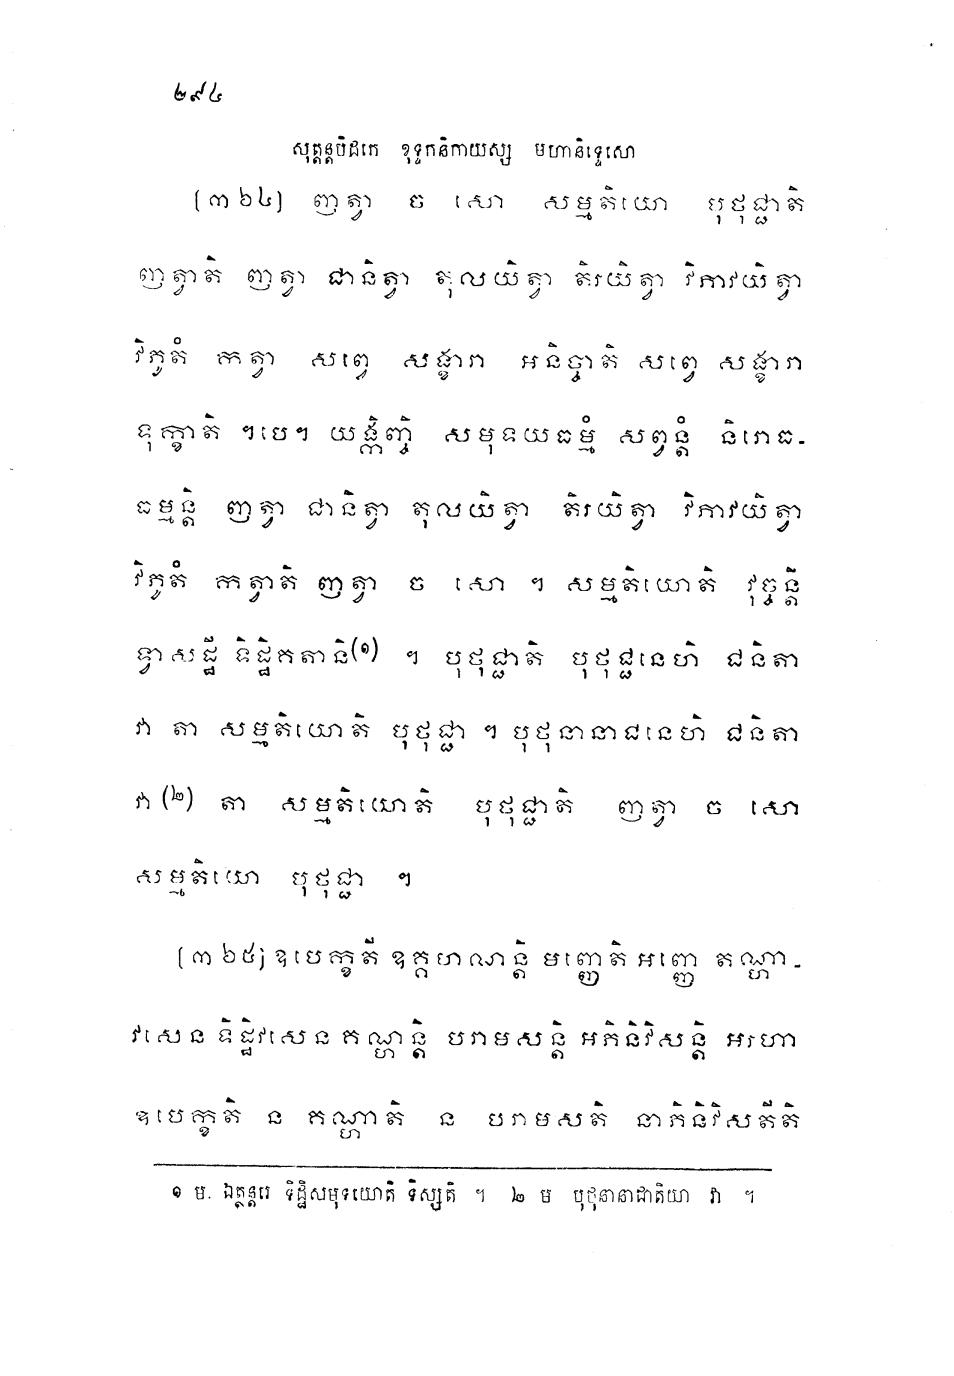 ២៩៤
សុត្តន្តបិដកេ ខុទ្ទកនិកាយស្ស មហានិទ្ទេសោ
[៣៦៤] ញត្វា ច សោ សម្មតិយោ បុថុជ្ជាតិ
ញត្វាតិ ញត្វា ជានិត្វា តុលយិត្វា តិរយិត្វា វិភាវយិត្វា
វិភូតំ កត្វា សព្វេ សង្ខារា អនិច្ចាតិ សព្វេ សង្ខារា
ទុក្ខាតិ ។បេ។ យង្កិញ្ចិ សមុទយធម្មំ សព្វន្តំ និរោធ-
ធម្មន្តិ ញត្វា ជានិត្វា តុលយិត្វា តិរយិត្វា វិភាវយិត្វា
វិភូតំ កត្វាតិ ញត្វា ច សោ ។ សម្មតិយោតិ វុច្ចន្តិ
ទ្វាសដ្ឋី ទិដ្ឋិគតានិ(១) ។ បុថុជ្ជាតិ បុថុជ្ជនេហិ ជនិតា
វា តា សម្មតិយោតិ បុថុជ្ជា ។ បុថុនានាជនេហិ ជនិតា
វា (២) តា សម្មតិយោតិ បុថុជ្ជាតិ ញត្វា ច សោ
សម្មតិយោ បុថុជ្ជា ។
[៣៦៥] ឧបេក្ខតី ឧគ្គហណន្តិ មញ្ញេតិ អញ្ញេ តណ្ហា-
វសេន ទិដ្ឋិវសេន គណ្ហន្តិ បរាមសន្តិ អភិនិវិសន្តិ អរហា
ឧបេក្ខតិ ន គណ្ហាតិ ន បរាមសតិ នាភិនិវិសតីតិ
១ ម. ឯត្ថន្តរេ ទិដ្ឋិសមុទយោតិ ទិស្សតិ ។ ២ ម បុថុនានាជាតិយា វា ។